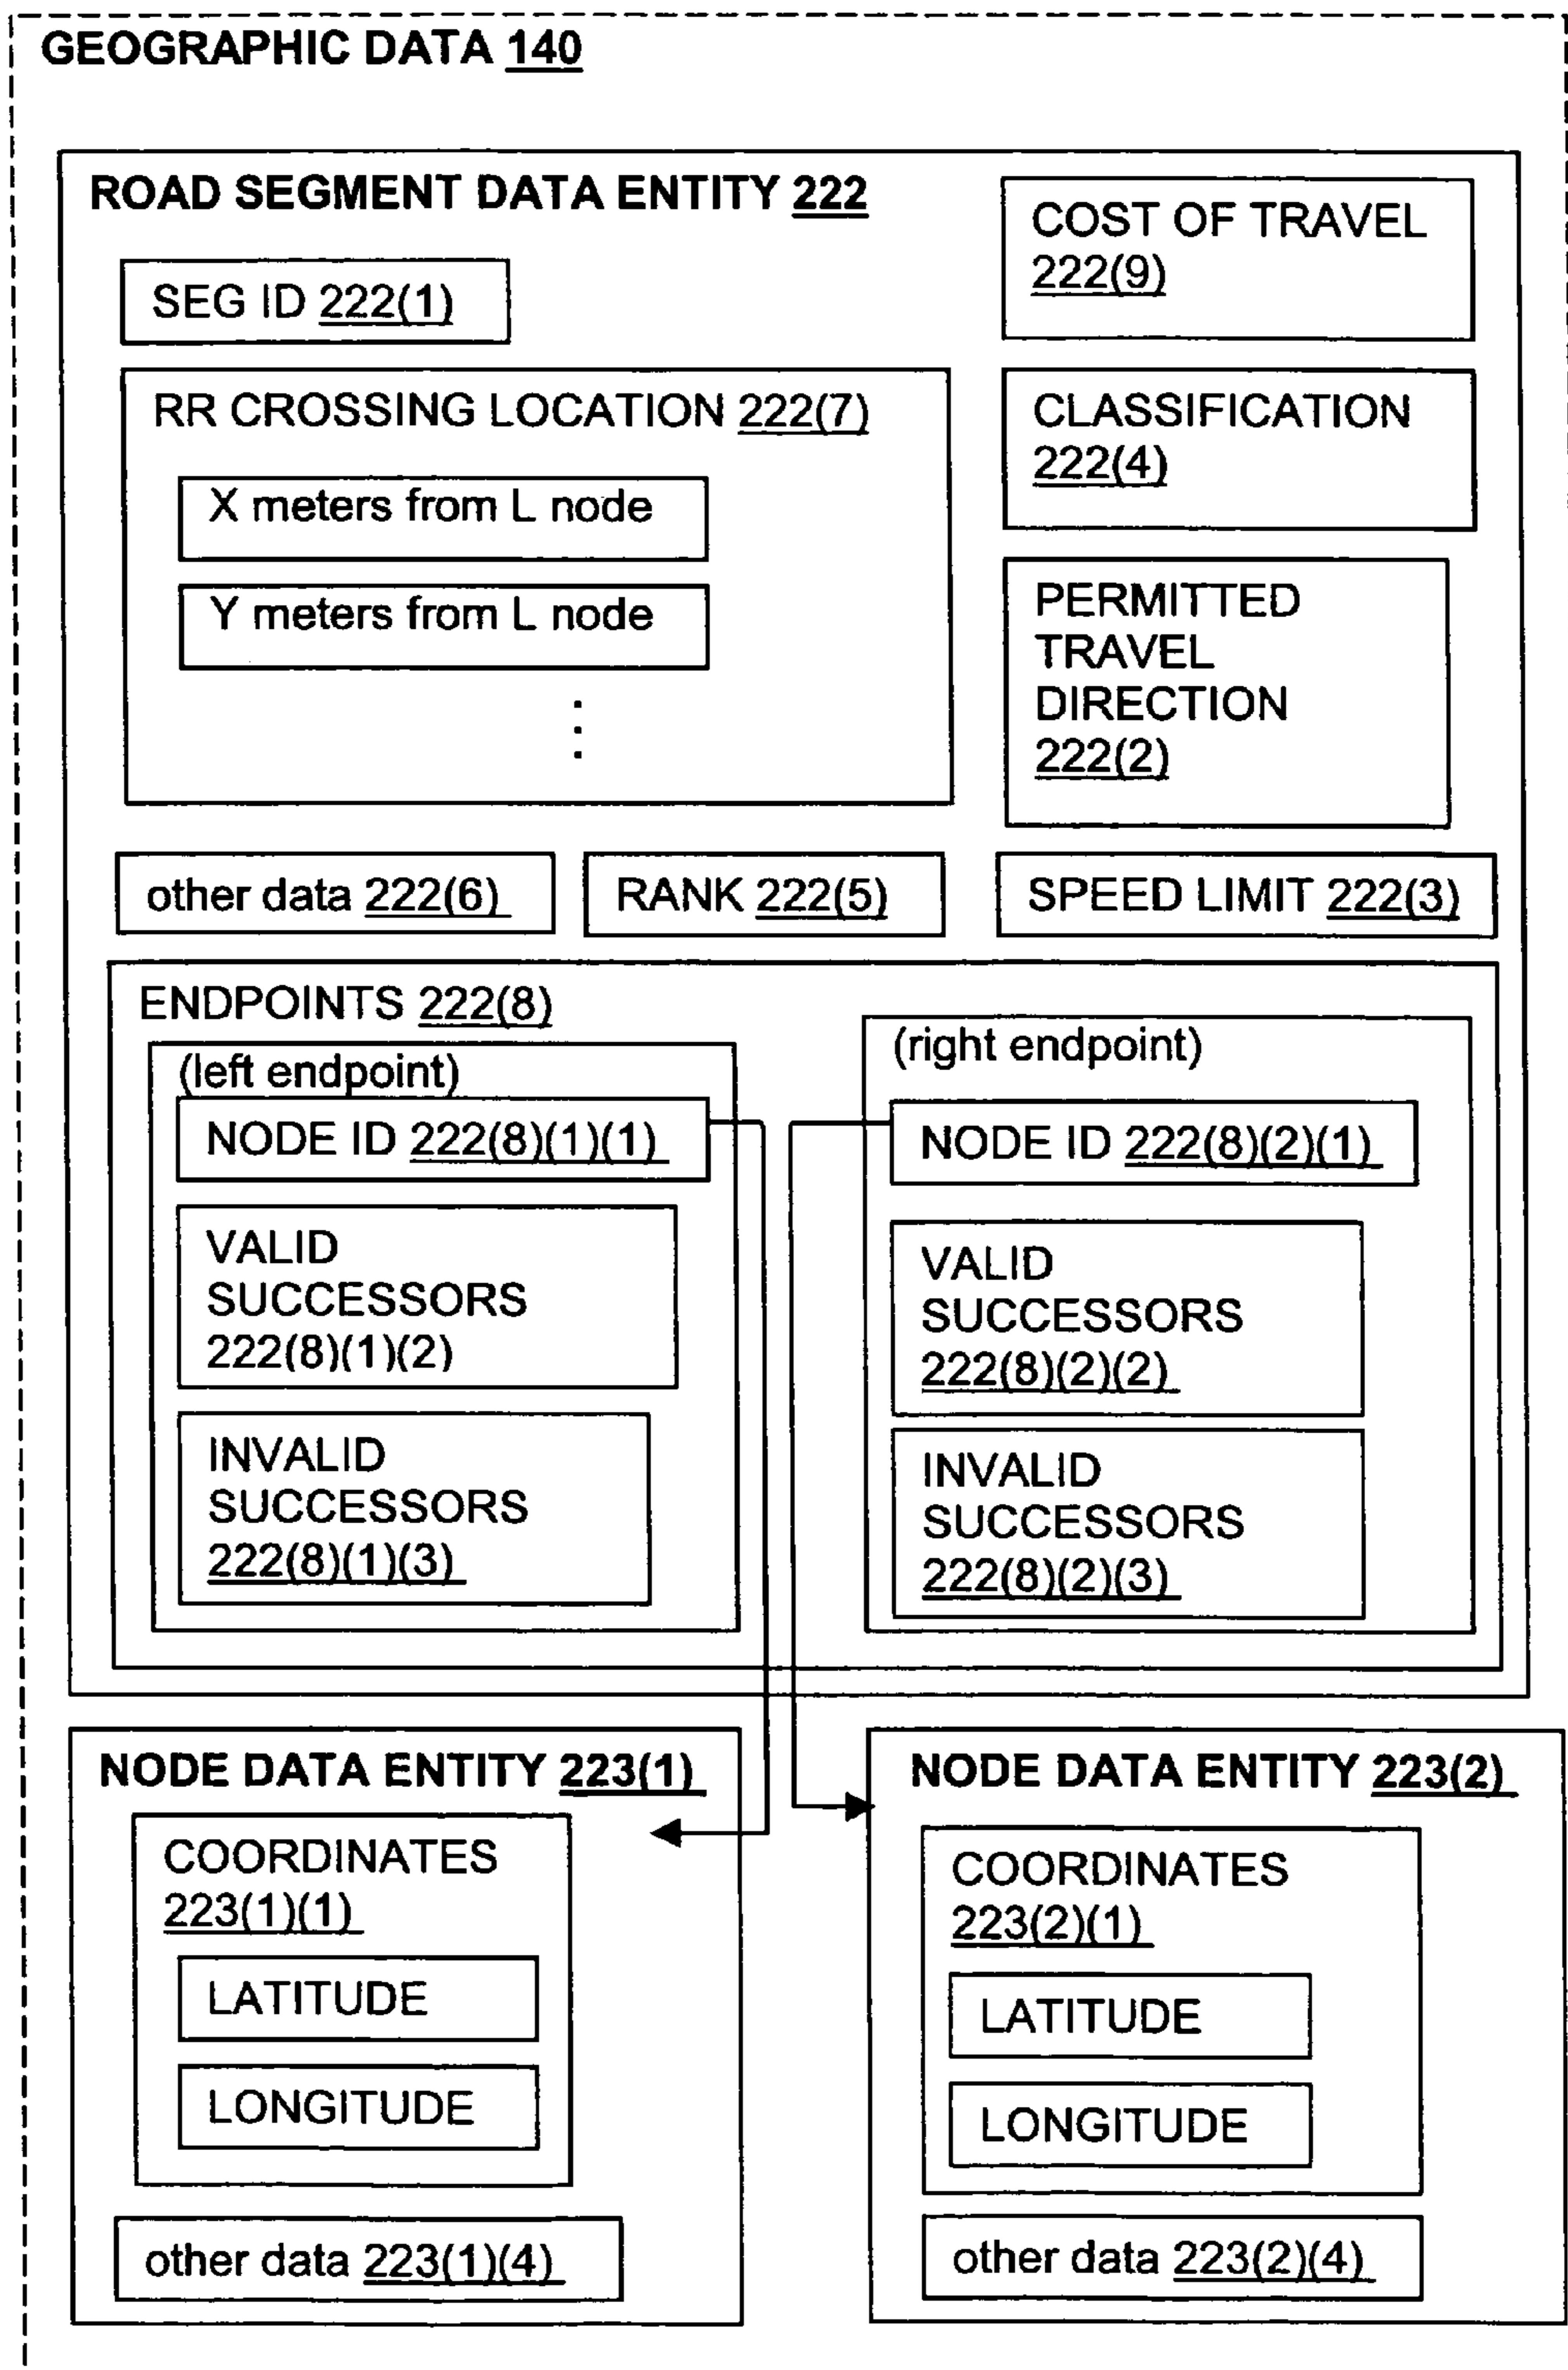 GEOGRAPHIC DATA 140
ROAD SEGMENT DATA ENTITY 222
SEG ID 222(1)
COST OF TRAVEL
222(9)
RR CROSSING LOCATION 222(7)
X meters from L node
Y meters from L node
CLASSIFICATION
222(4)
PERMITTED
TRAVEL
DIRECTION
222(2)
other data 222(6)
RANK 222(5)
SPEED LIMIT 222(3)
ENDPOINTS 222(8)
(left endpoint)
NODE ID 222(8)(1)(1)
VALID
SUCCESSORS
222(8)(1)(2)
INVALID
SUCCESSORS
222(8)(1)(3)
(right endpoint)
NODE ID 222(8)(2)(1)
VALID
SUCCESSORS
222(8)(2)(2)
INVALID
SUCCESSORS
222(8)(2)(3)
NODE DATA ENTITY 223(1)
COORDINATES
223(1)(1)
LATITUDE
LONGITUDE
other data 223(1)(4)
NODE DATA ENTITY 223(2)
COORDINATES
223(2)(1)
LATITUDE
LONGITUDE
other data 223(2)(4)